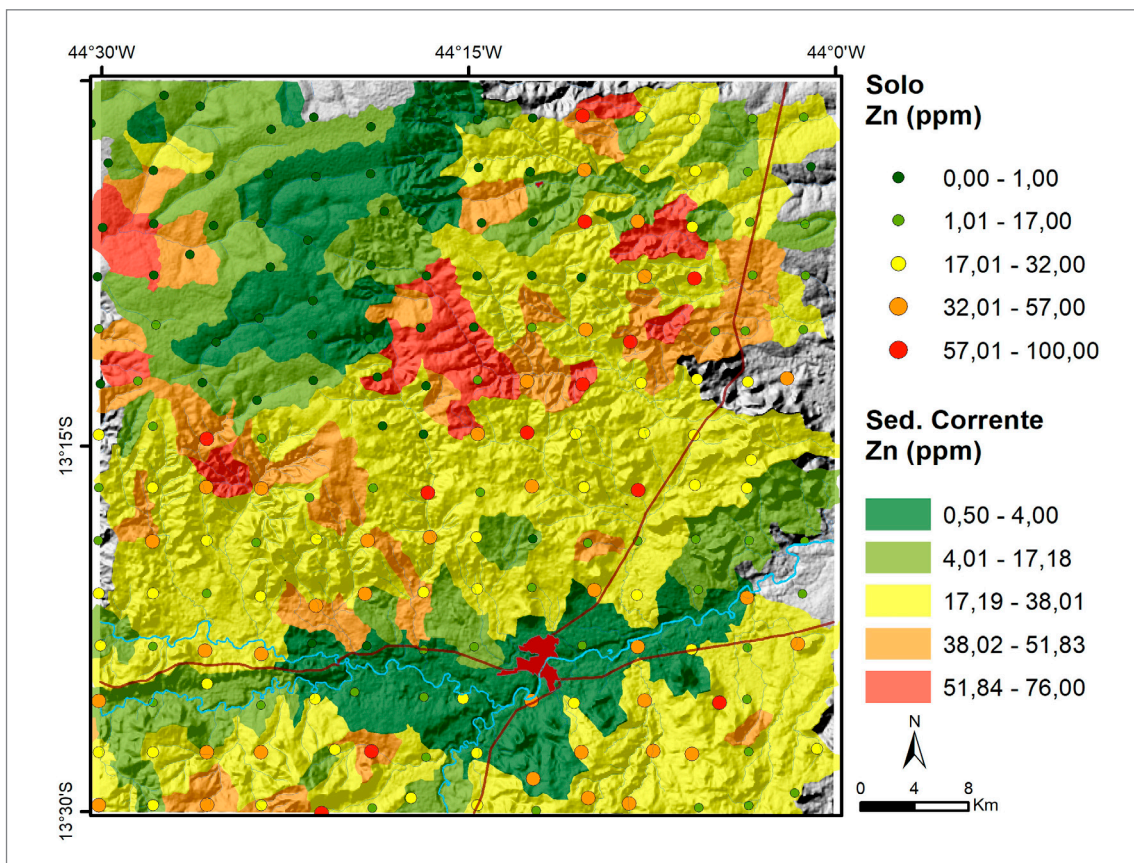 44°30'W
44°15'W
44°0'W
13°15'S
13°30'S
Solo
Zn (ppm)
0,00 - 1,00
1,01 - 17,00
17,01 - 32,00
32,01 - 57,00
57,01 - 100,00
Sed. Corrente
Zn (ppm)
0,50 - 4,00
4,01 - 17,18
17,19 - 38,01
38,02 - 51,83
51,84 - 76,00
N
0 4 8
Km